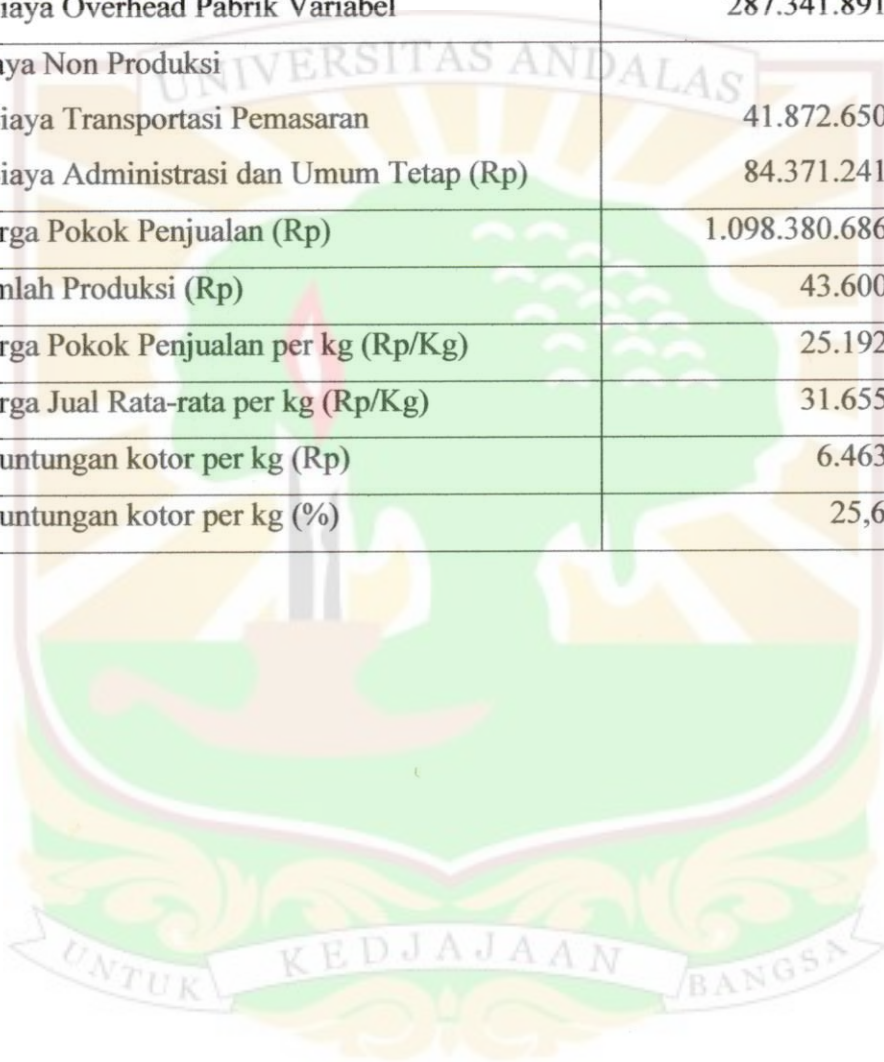 iaya Overhead Pabrik Variabel 287.341.891
aya Non Produksi
UNIVERSITAS ANDALAS
iaya Transportasi Pemasaran 41.872.650
iaya Administrasi dan Umum Tetap (Rp) 84.371.241
rga Pokok Penjualan (Rp) 1.098.380.686
mlah Produksi (Rp) 43.600
rga Pokok Penjualan per kg (Rp/Kg) 25.192
rga Jual Rata-rata per kg (Rp/Kg) 31.655
untungan kotor per kg (Rp) 6.463
untungan kotor per kg (%) 25,6
UNTUK KEDJAJAAN BANGSA